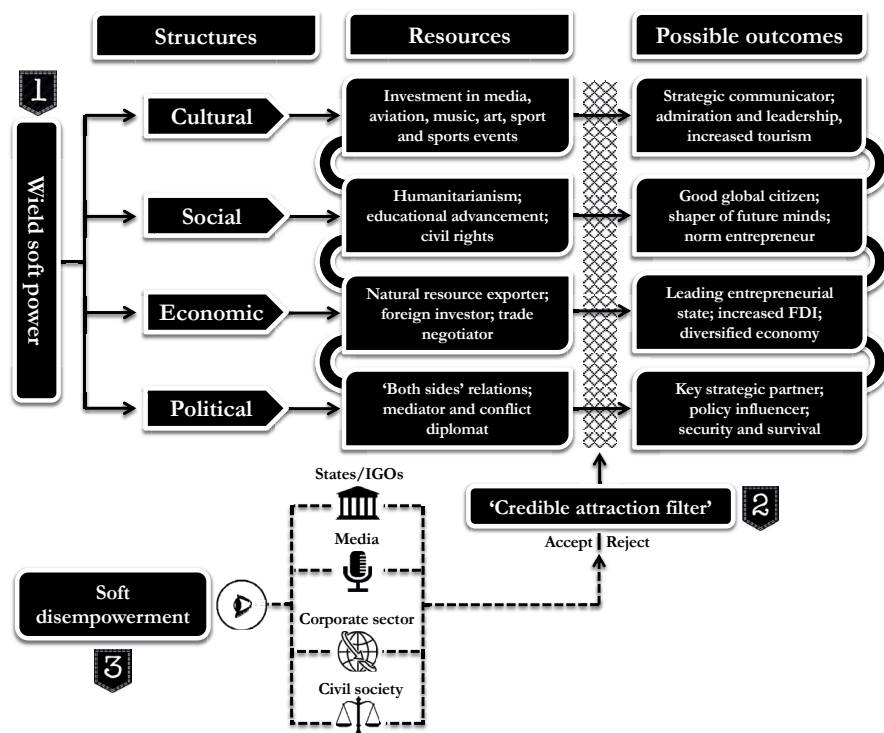 Structures
Resources
Possible outcomes
1
Wield soft power
Cultural
Investment in media,
aviation, music, art, sport
and sports events
Strategic communicator;
admiration and leadership,
increased tourism
Social
Humanitarianism;
educational advancement;
civil rights
Good global citizen;
shaper of future minds;
norm entrepreneur
Economic
Natural resource exporter;
foreign investor; trade
negotiator
Leading entrepreneurial
state; increased FDI;
diversified economy
Political
‘Both sides’ relations;
mediator and conflict
diplomat
Key strategic partner;
policy influencer;
security and survival
States/IGOs
‘Credible attraction filter’
2
Media
Accept | Reject
Soft
disempowerment
3
Corporate sector
Civil society